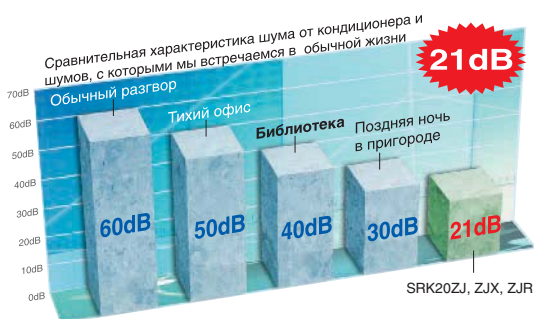 Сравнительная характеристика шума от кондиционера и
шумов, с которыми мы встречаемся в обычной жизни
21dB
70dB
60dB
50dB
40dB
30dB
20dB
10dB
0dB
Обычный разгвор
Тихий офис
Библиотека
Поздняя ночь
в пригороде
60dB
50dB
40dB
30dB
21dB
SRK20ZJ, ZJX, ZJR